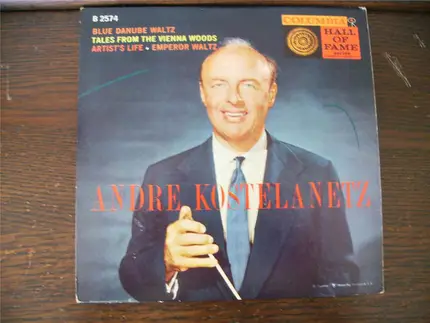 B 2574
BLUE DANUBE WALTZ
TALES FROM THE VIENNA WOODS
ARTIST'S LIFE • EMPEROR WALTZ
COLUMBIA
HALL
OF
FAME
ANDRE KOSTELANETZ